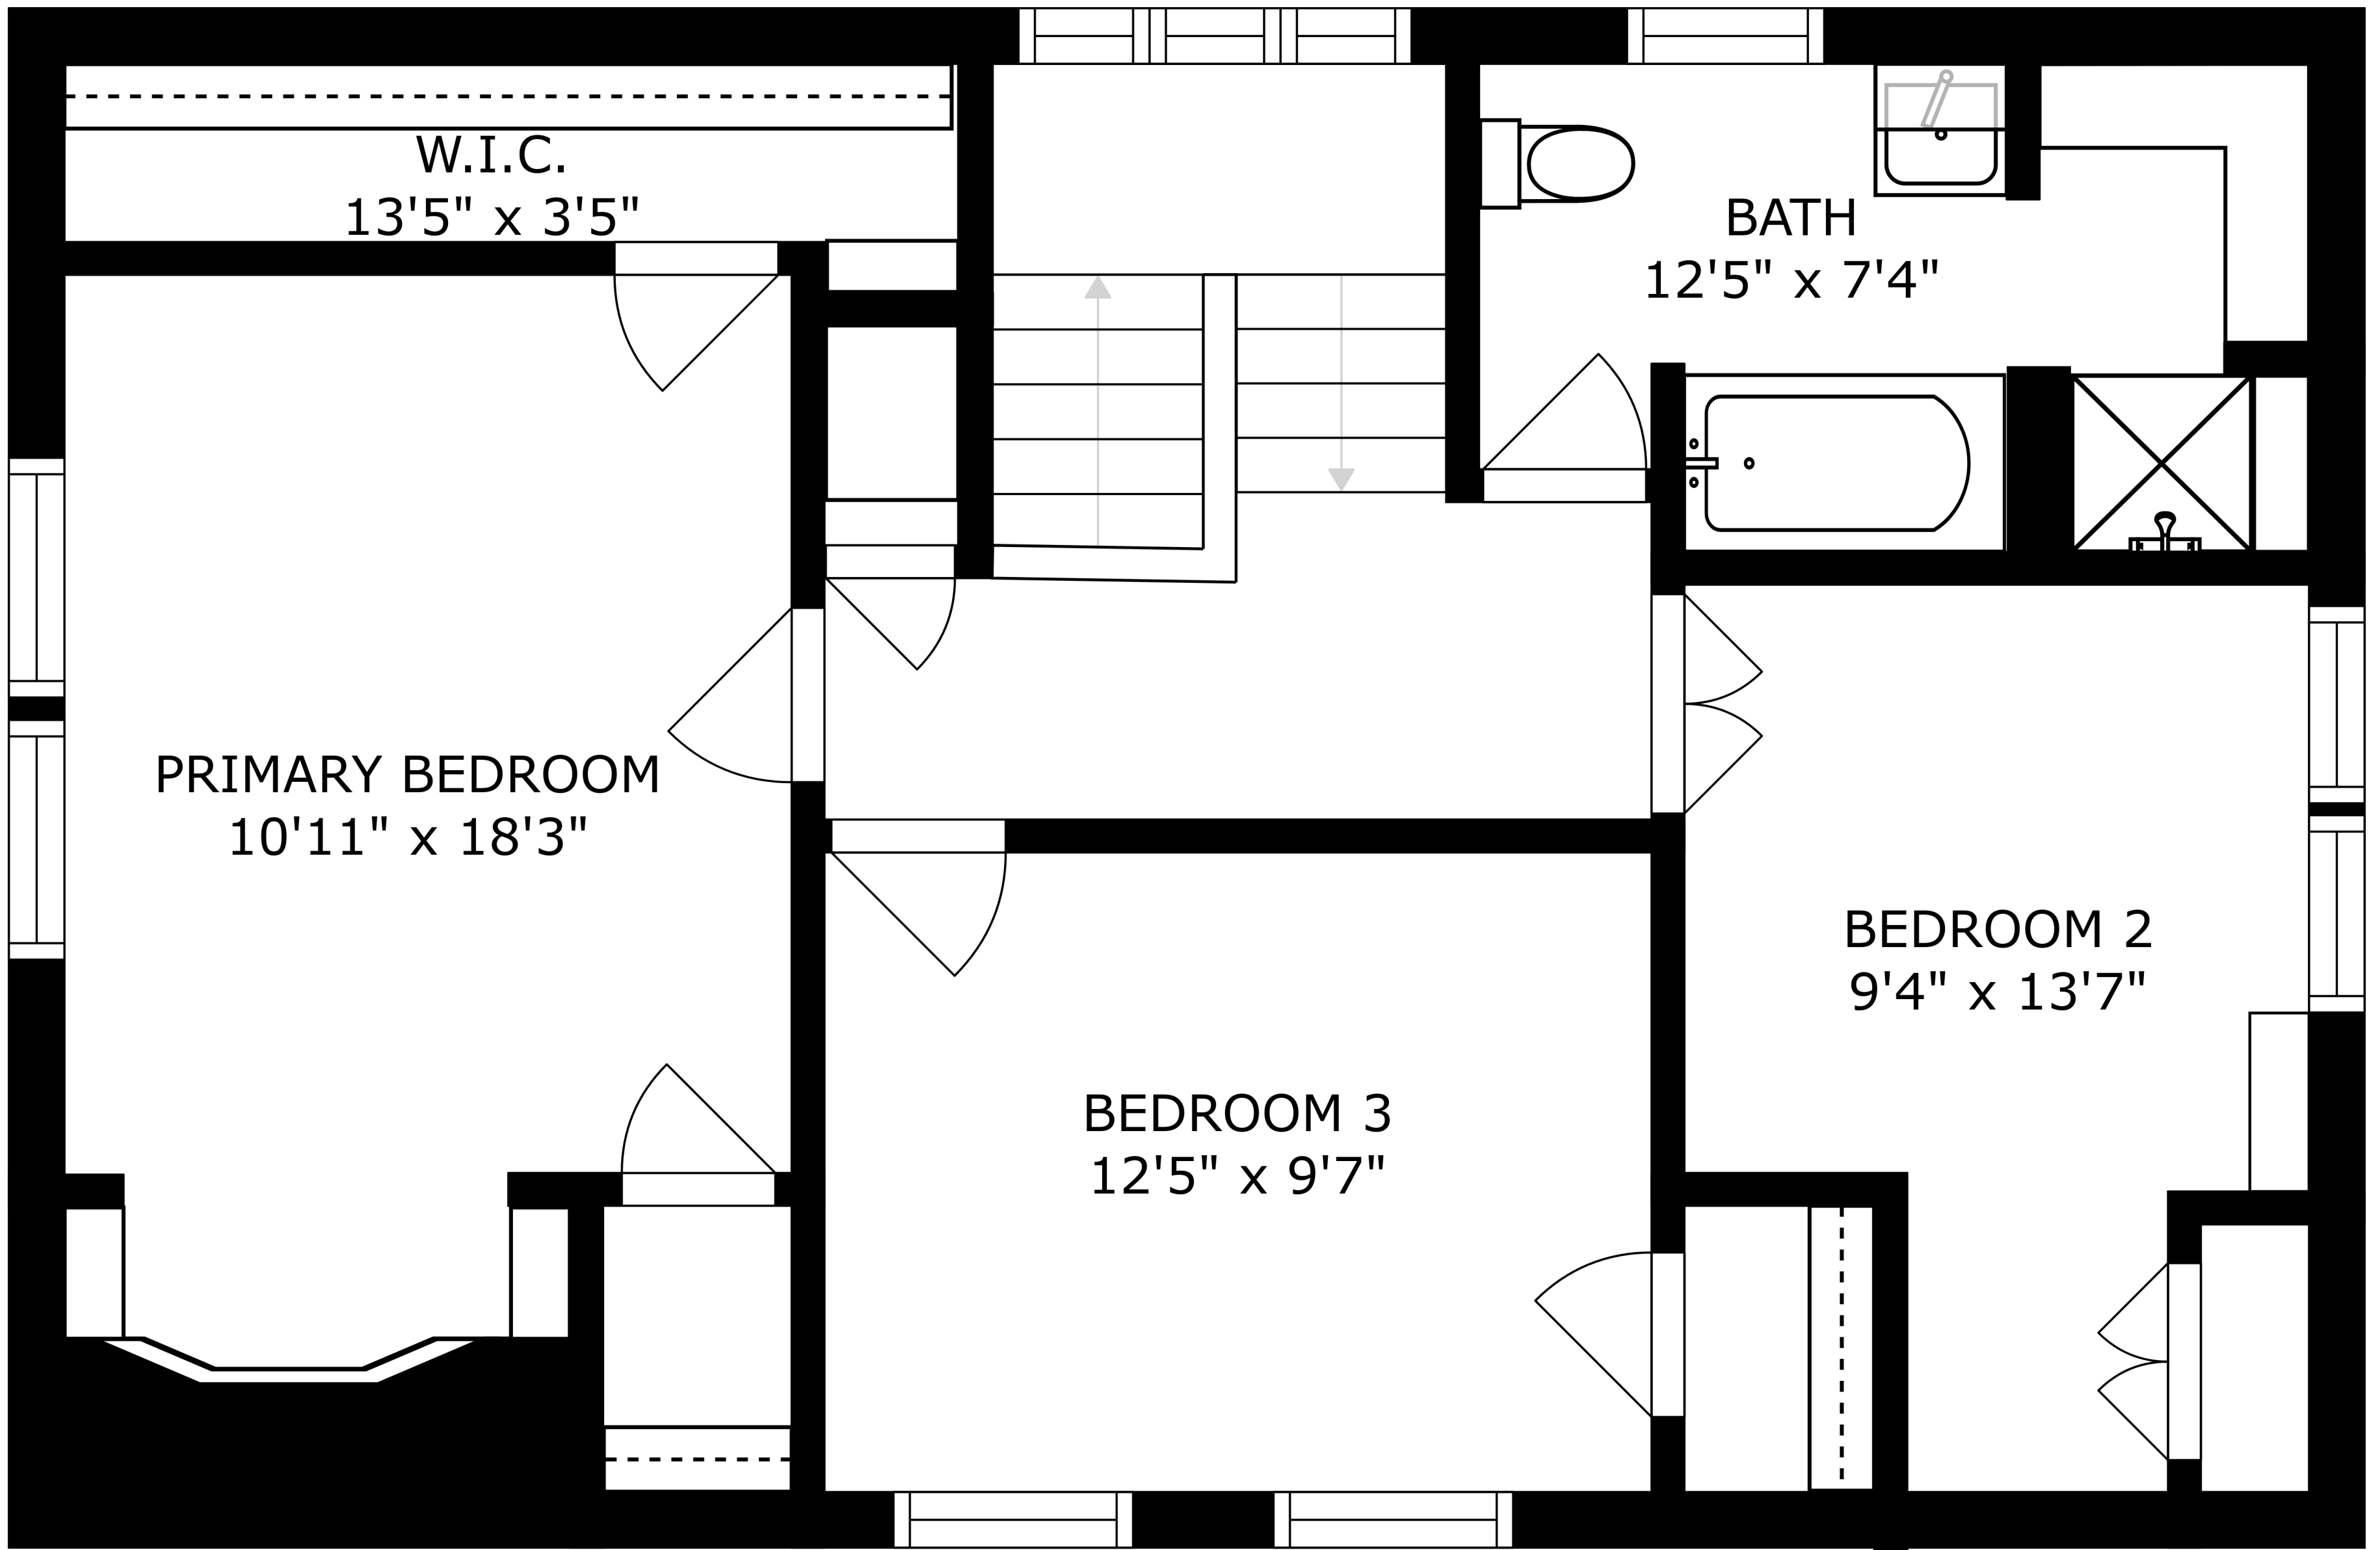 W.I.C.
13'5" x 3'5"
BATH
12'5" x 7'4"
PRIMARY BEDROOM
10'11" x 18'3"
BEDROOM 2
9'4" x 13'7"
BEDROOM 3
12'5" x 9'7"